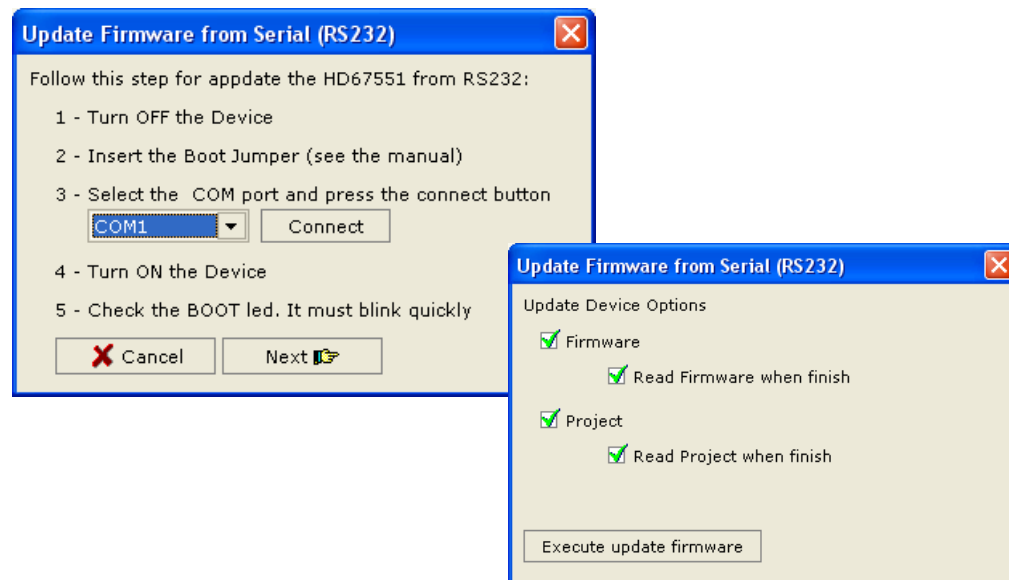 Update Firmware from Serial (RS232)
Follow this step for appdate the HD67551 from RS232:
1 - Turn OFF the Device
2 - Insert the Boot Jumper (see the manual)
3 - Select the COM port and press the connect button
COM1 Connect
4 - Turn ON the Device
5 - Check the BOOT led. It must blink quickly
Cancel Next
Update Firmware from Serial (RS232)
Update Device Options
Firmware
Read Firmware when finish
Project
Read Project when finish
Execute update firmware